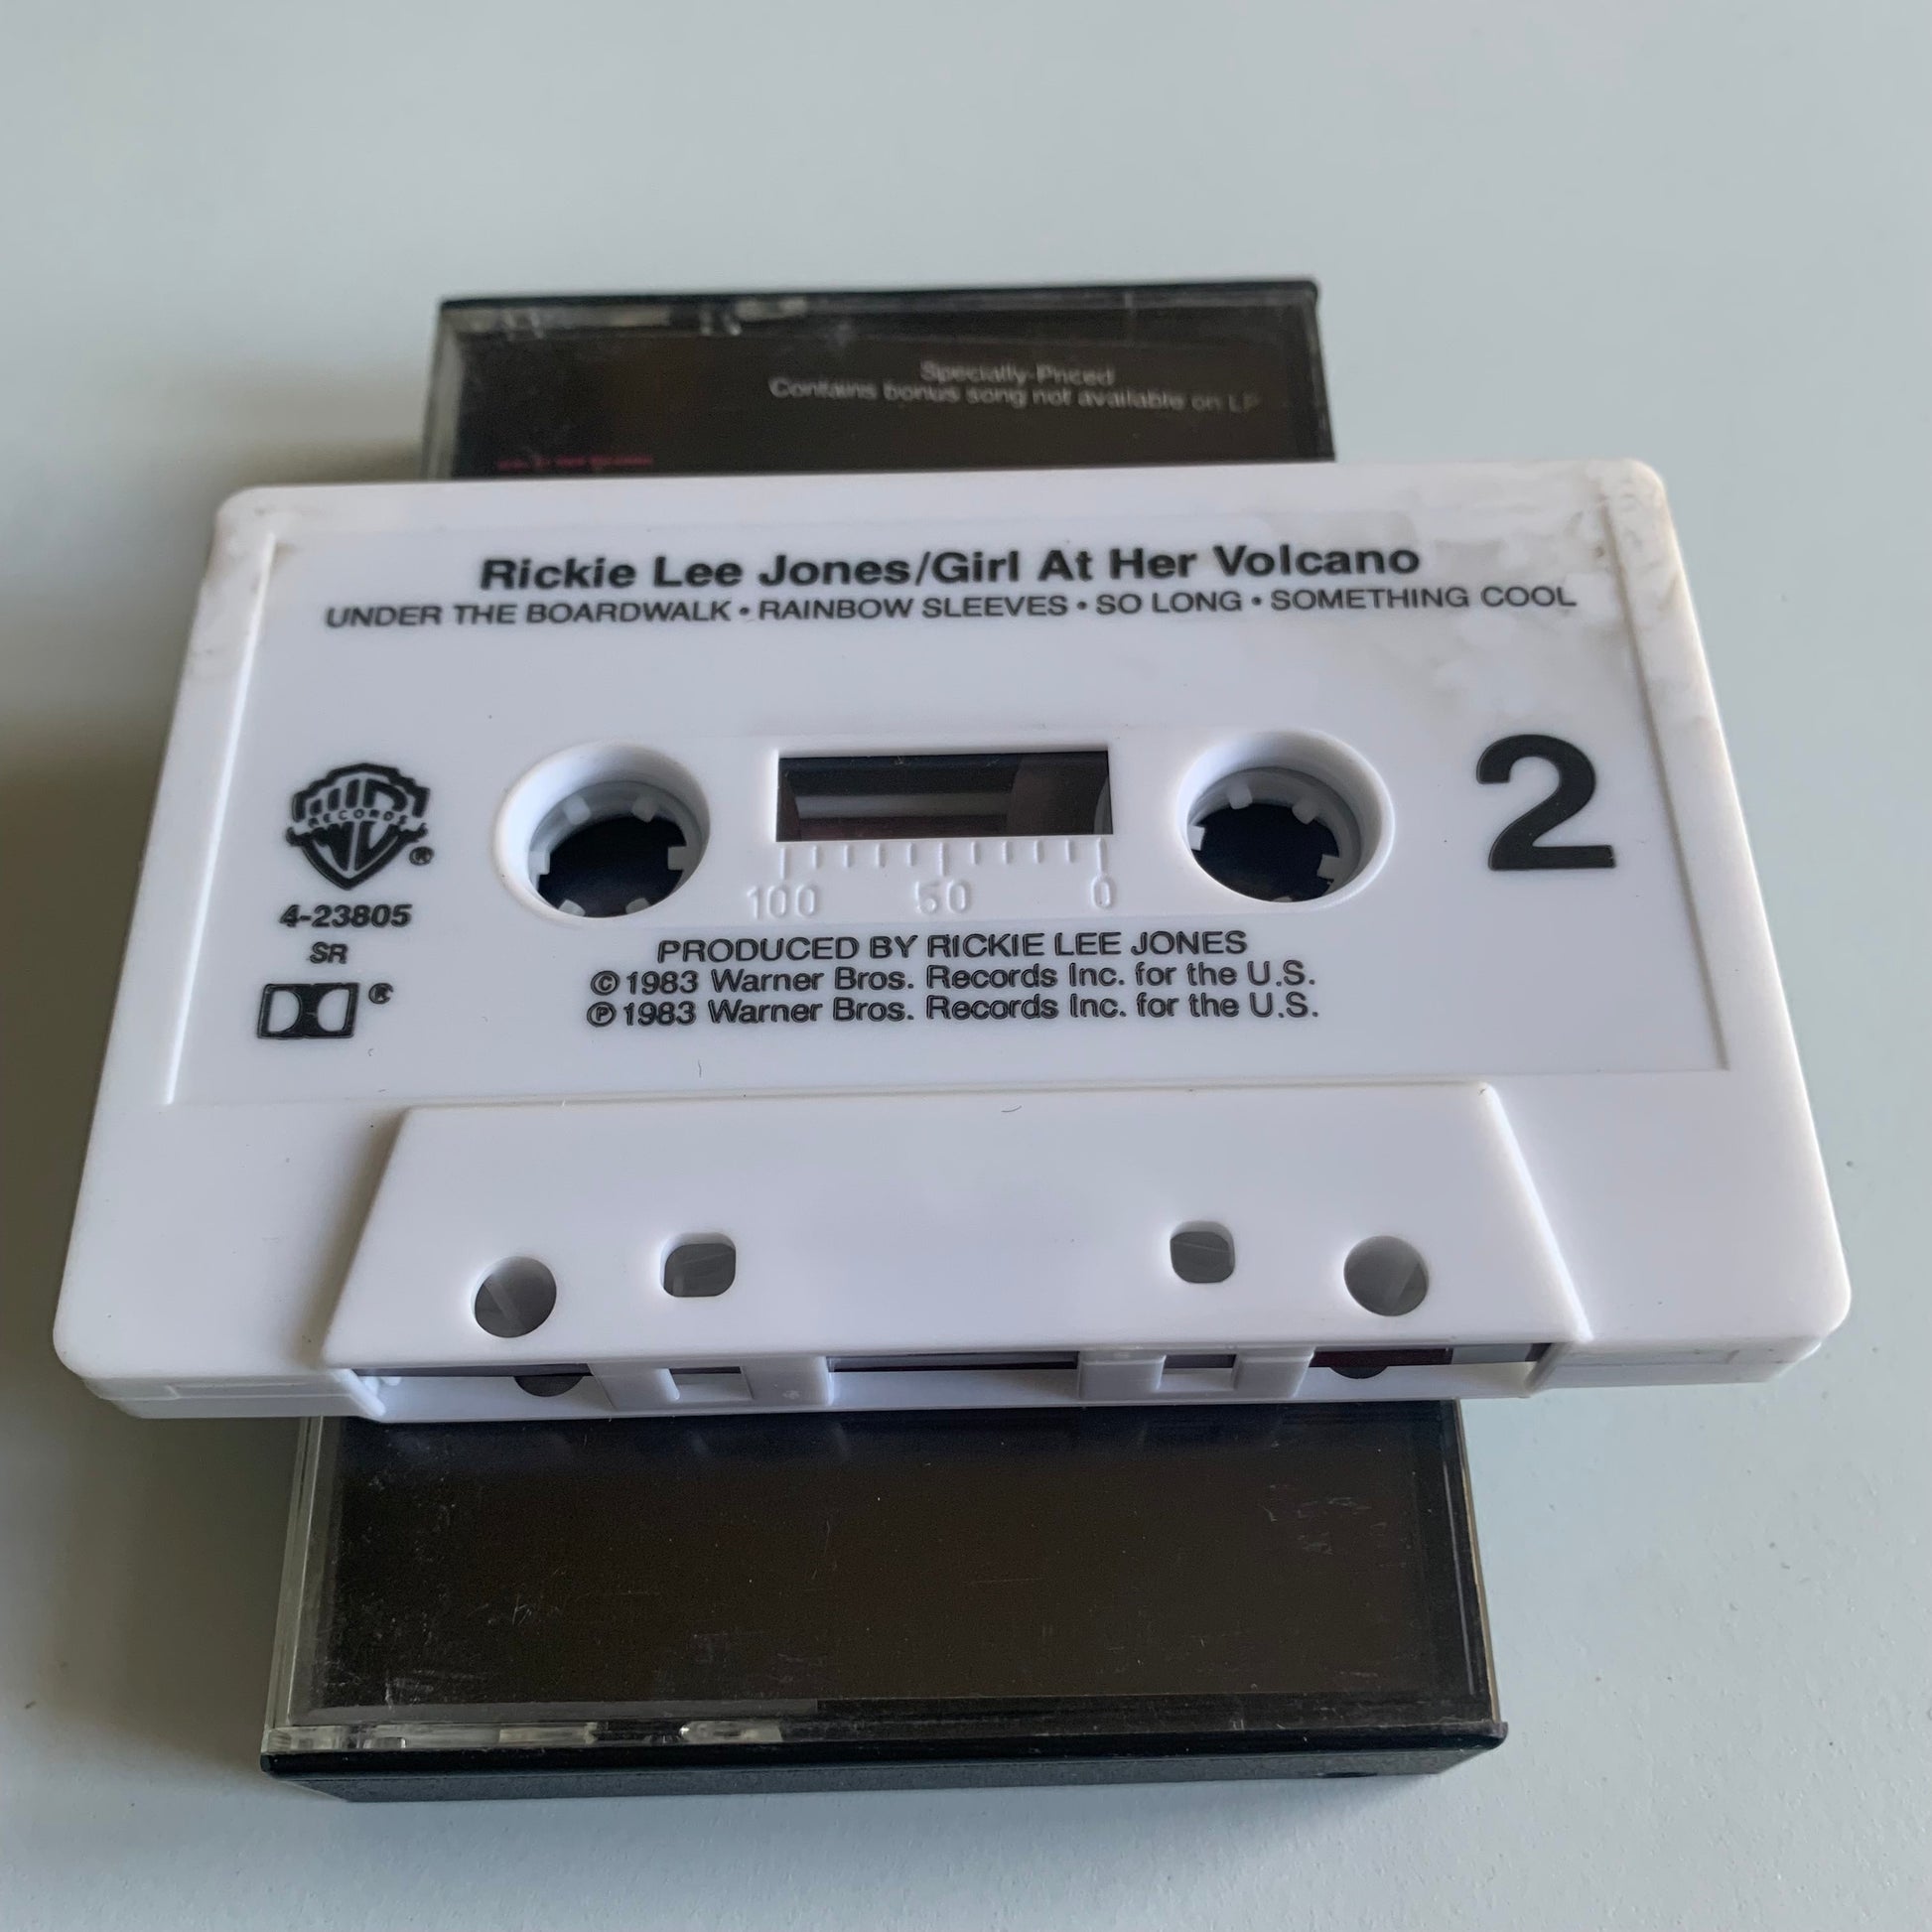 Specially-Priced
Contains bonus song not available on LP
Rickie Lee Jones/Girl At Her Volcano
UNDER THE BOARDWALK • RAINBOW SLEEVES • SO LONG • SOMETHING COOL
RECORDS
®
2
4-23805
SR
®
100 50 0
PRODUCED BY RICKIE LEE JONES
©1983 Warner Bros. Records Inc. for the U.S.
℗1983 Warner Bros. Records Inc. for the U.S.